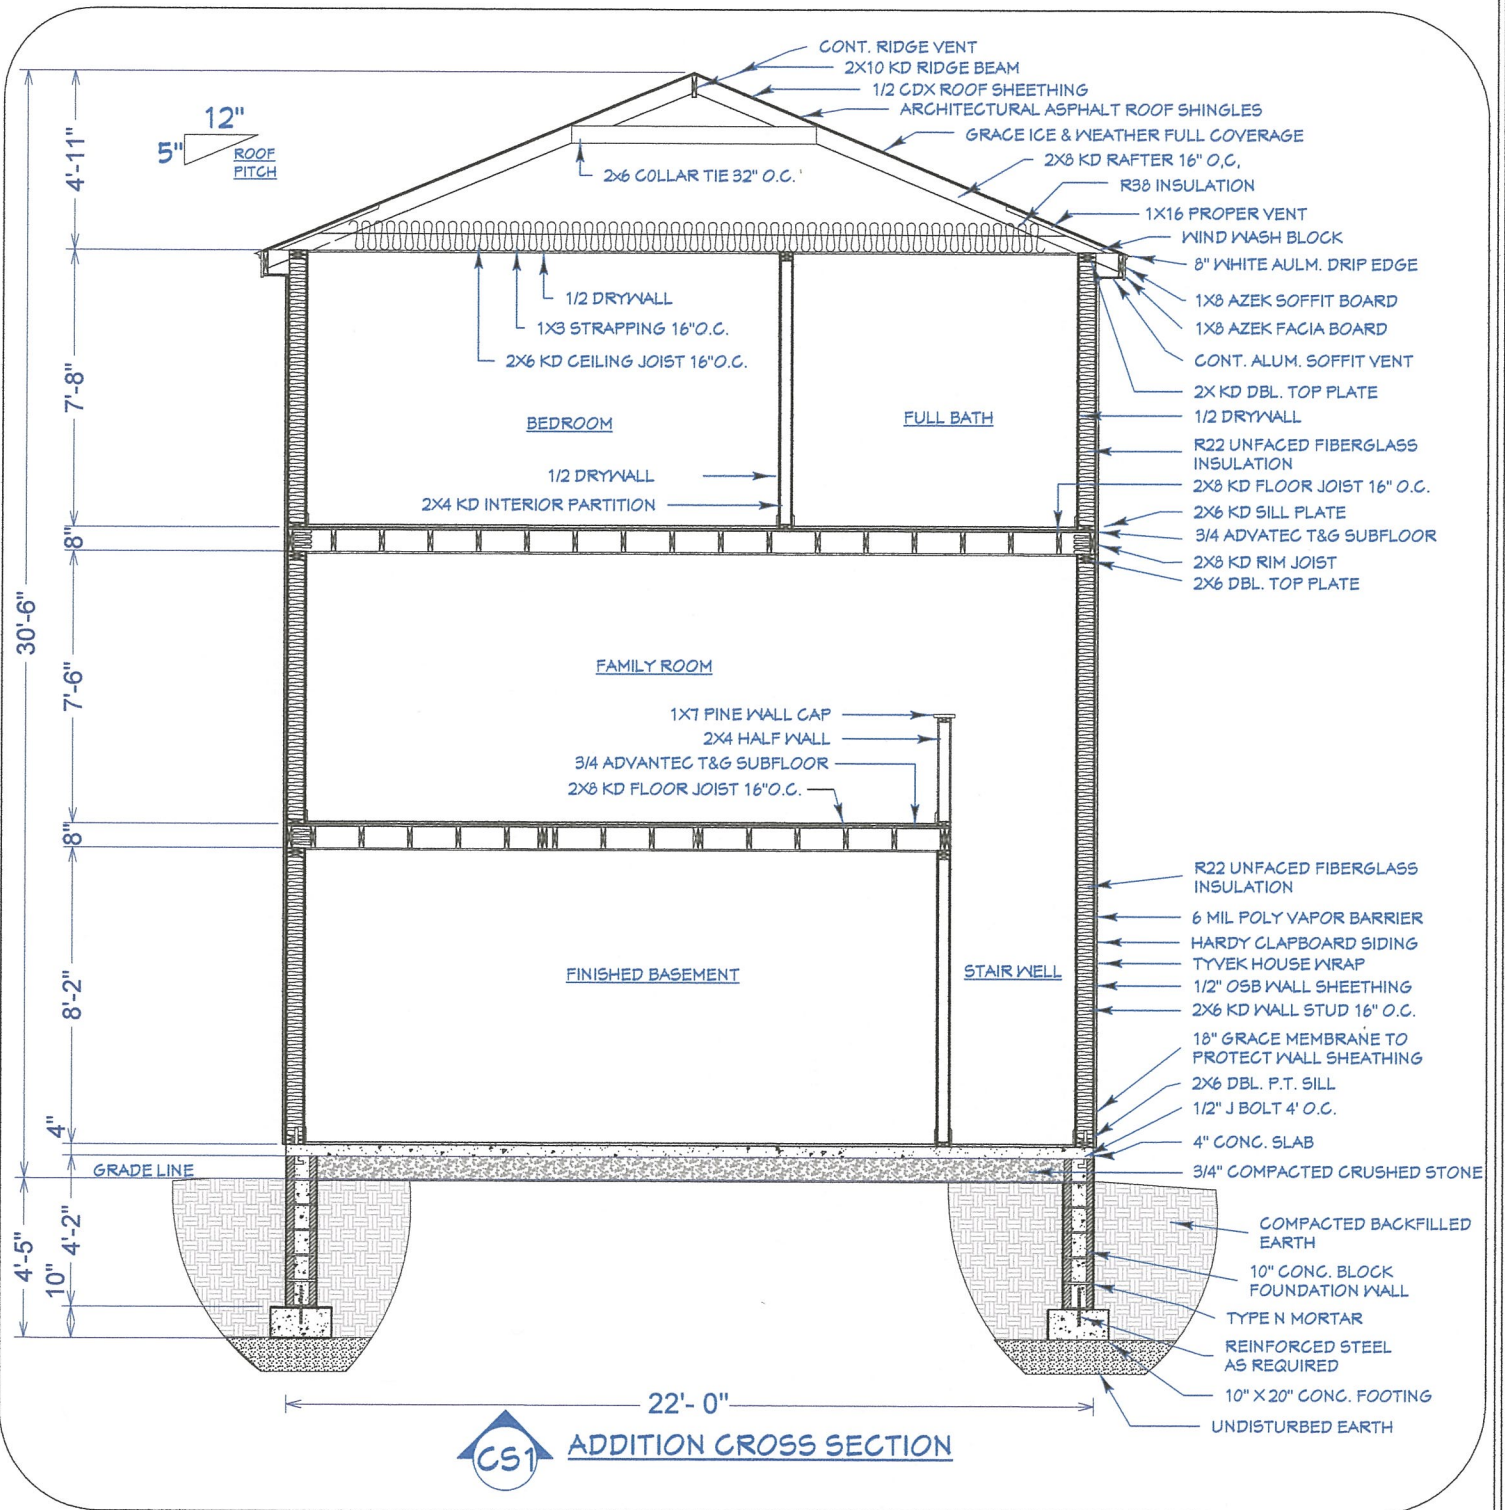 CONT. RIDGE VENT
2X10 KD RIDGE BEAM
1/2 CDX ROOF SHEETHING
ARCHITECTURAL ASPHALT ROOF SHINGLES
GRACE ICE & WEATHER FULL COVERAGE
2X8 KD RAFTER 16" O,C,
R38 INSULATION
1X16 PROPER VENT
WIND WASH BLOCK
8" WHITE AULM. DRIP EDGE
1X8 AZEK SOFFIT BOARD
1X8 AZEK FACIA BOARD
CONT. ALUM. SOFFIT VENT
2X KD DBL. TOP PLATE
1/2 DRYWALL
R22 UNFACED FIBERGLASS
INSULATION
2X8 KD FLOOR JOIST 16" O.C.
2X6 KD SILL PLATE
3/4 ADVATEC T&G SUBFLOOR
2X8 KD RIM JOIST
2X6 DBL. TOP PLATE
12"
5"
ROOF
PITCH
2x6 COLLAR TIE 32" O.C.
1/2 DRYWALL
1X3 STRAPPING 16"O.C.
2X6 KD CEILING JOIST 16"O.C.
BEDROOM
FULL BATH
1/2 DRYWALL
2X4 KD INTERIOR PARTITION
FAMILY ROOM
1X7 PINE WALL CAP
2X4 HALF WALL
3/4 ADVANTEC T&G SUBFLOOR
2X8 KD FLOOR JOIST 16"O.C.
FINISHED BASEMENT
STAIR WELL
R22 UNFACED FIBERGLASS
INSULATION
6 MIL POLY VAPOR BARRIER
HARDY CLAPBOARD SIDING
TYVEK HOUSE WRAP
1/2" OSB WALL SHEETHING
2X6 KD WALL STUD 16" O.C.
18" GRACE MEMBRANE TO
PROTECT WALL SHEATHING
2X6 DBL. P.T. SILL
1/2" J BOLT 4' O.C.
4" CONC. SLAB
3/4" COMPACTED CRUSHED STONE
COMPACTED BACKFILLED
EARTH
10" CONC. BLOCK
FOUNDATION WALL
TYPE N MORTAR
REINFORCED STEEL
AS REQUIRED
10" X 20" CONC. FOOTING
UNDISTURBED EARTH
4'-11"
7'-8"
8"
7'-6"
8"
8'-2"
4"
30'-6"
GRADE LINE
4'-2"
4'-5"
10"
22'- 0"
CS1
ADDITION CROSS SECTION